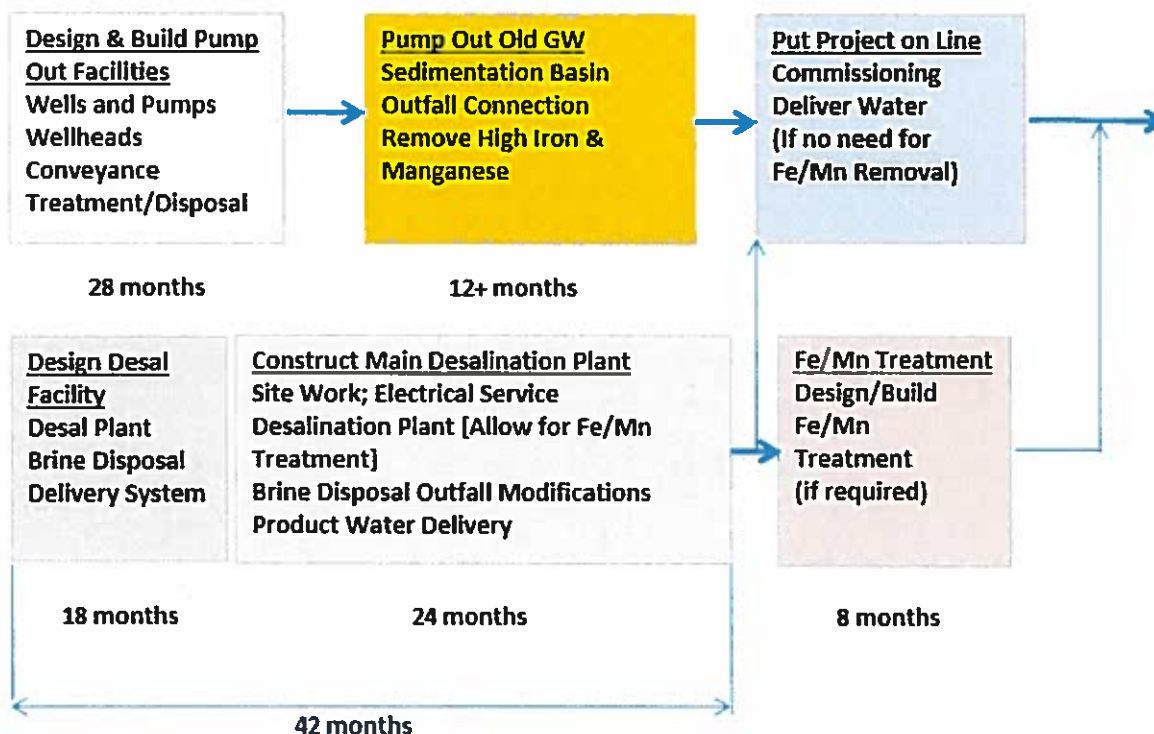 Design & Build Pump
Out Facilities
Wells and Pumps
Wellheads
Conveyance
Treatment/Disposal
28 months
Pump Out Old GW
Sedimentation Basin
Outfall Connection
Remove High Iron &
Manganese
12+ months
Put Project on Line
Commissioning
Deliver Water
(If no need for
Fe/Mn Removal)
Design Desal
Facility
Desal Plant
Brine Disposal
Delivery System
18 months
Construct Main Desalination Plant
Site Work; Electrical Service
Desalination Plant [Allow for Fe/Mn
Treatment]
Brine Disposal Outfall Modifications
Product Water Delivery
24 months
Fe/Mn Treatment
Design/Build
Fe/Mn
Treatment
(if required)
8 months
42 months